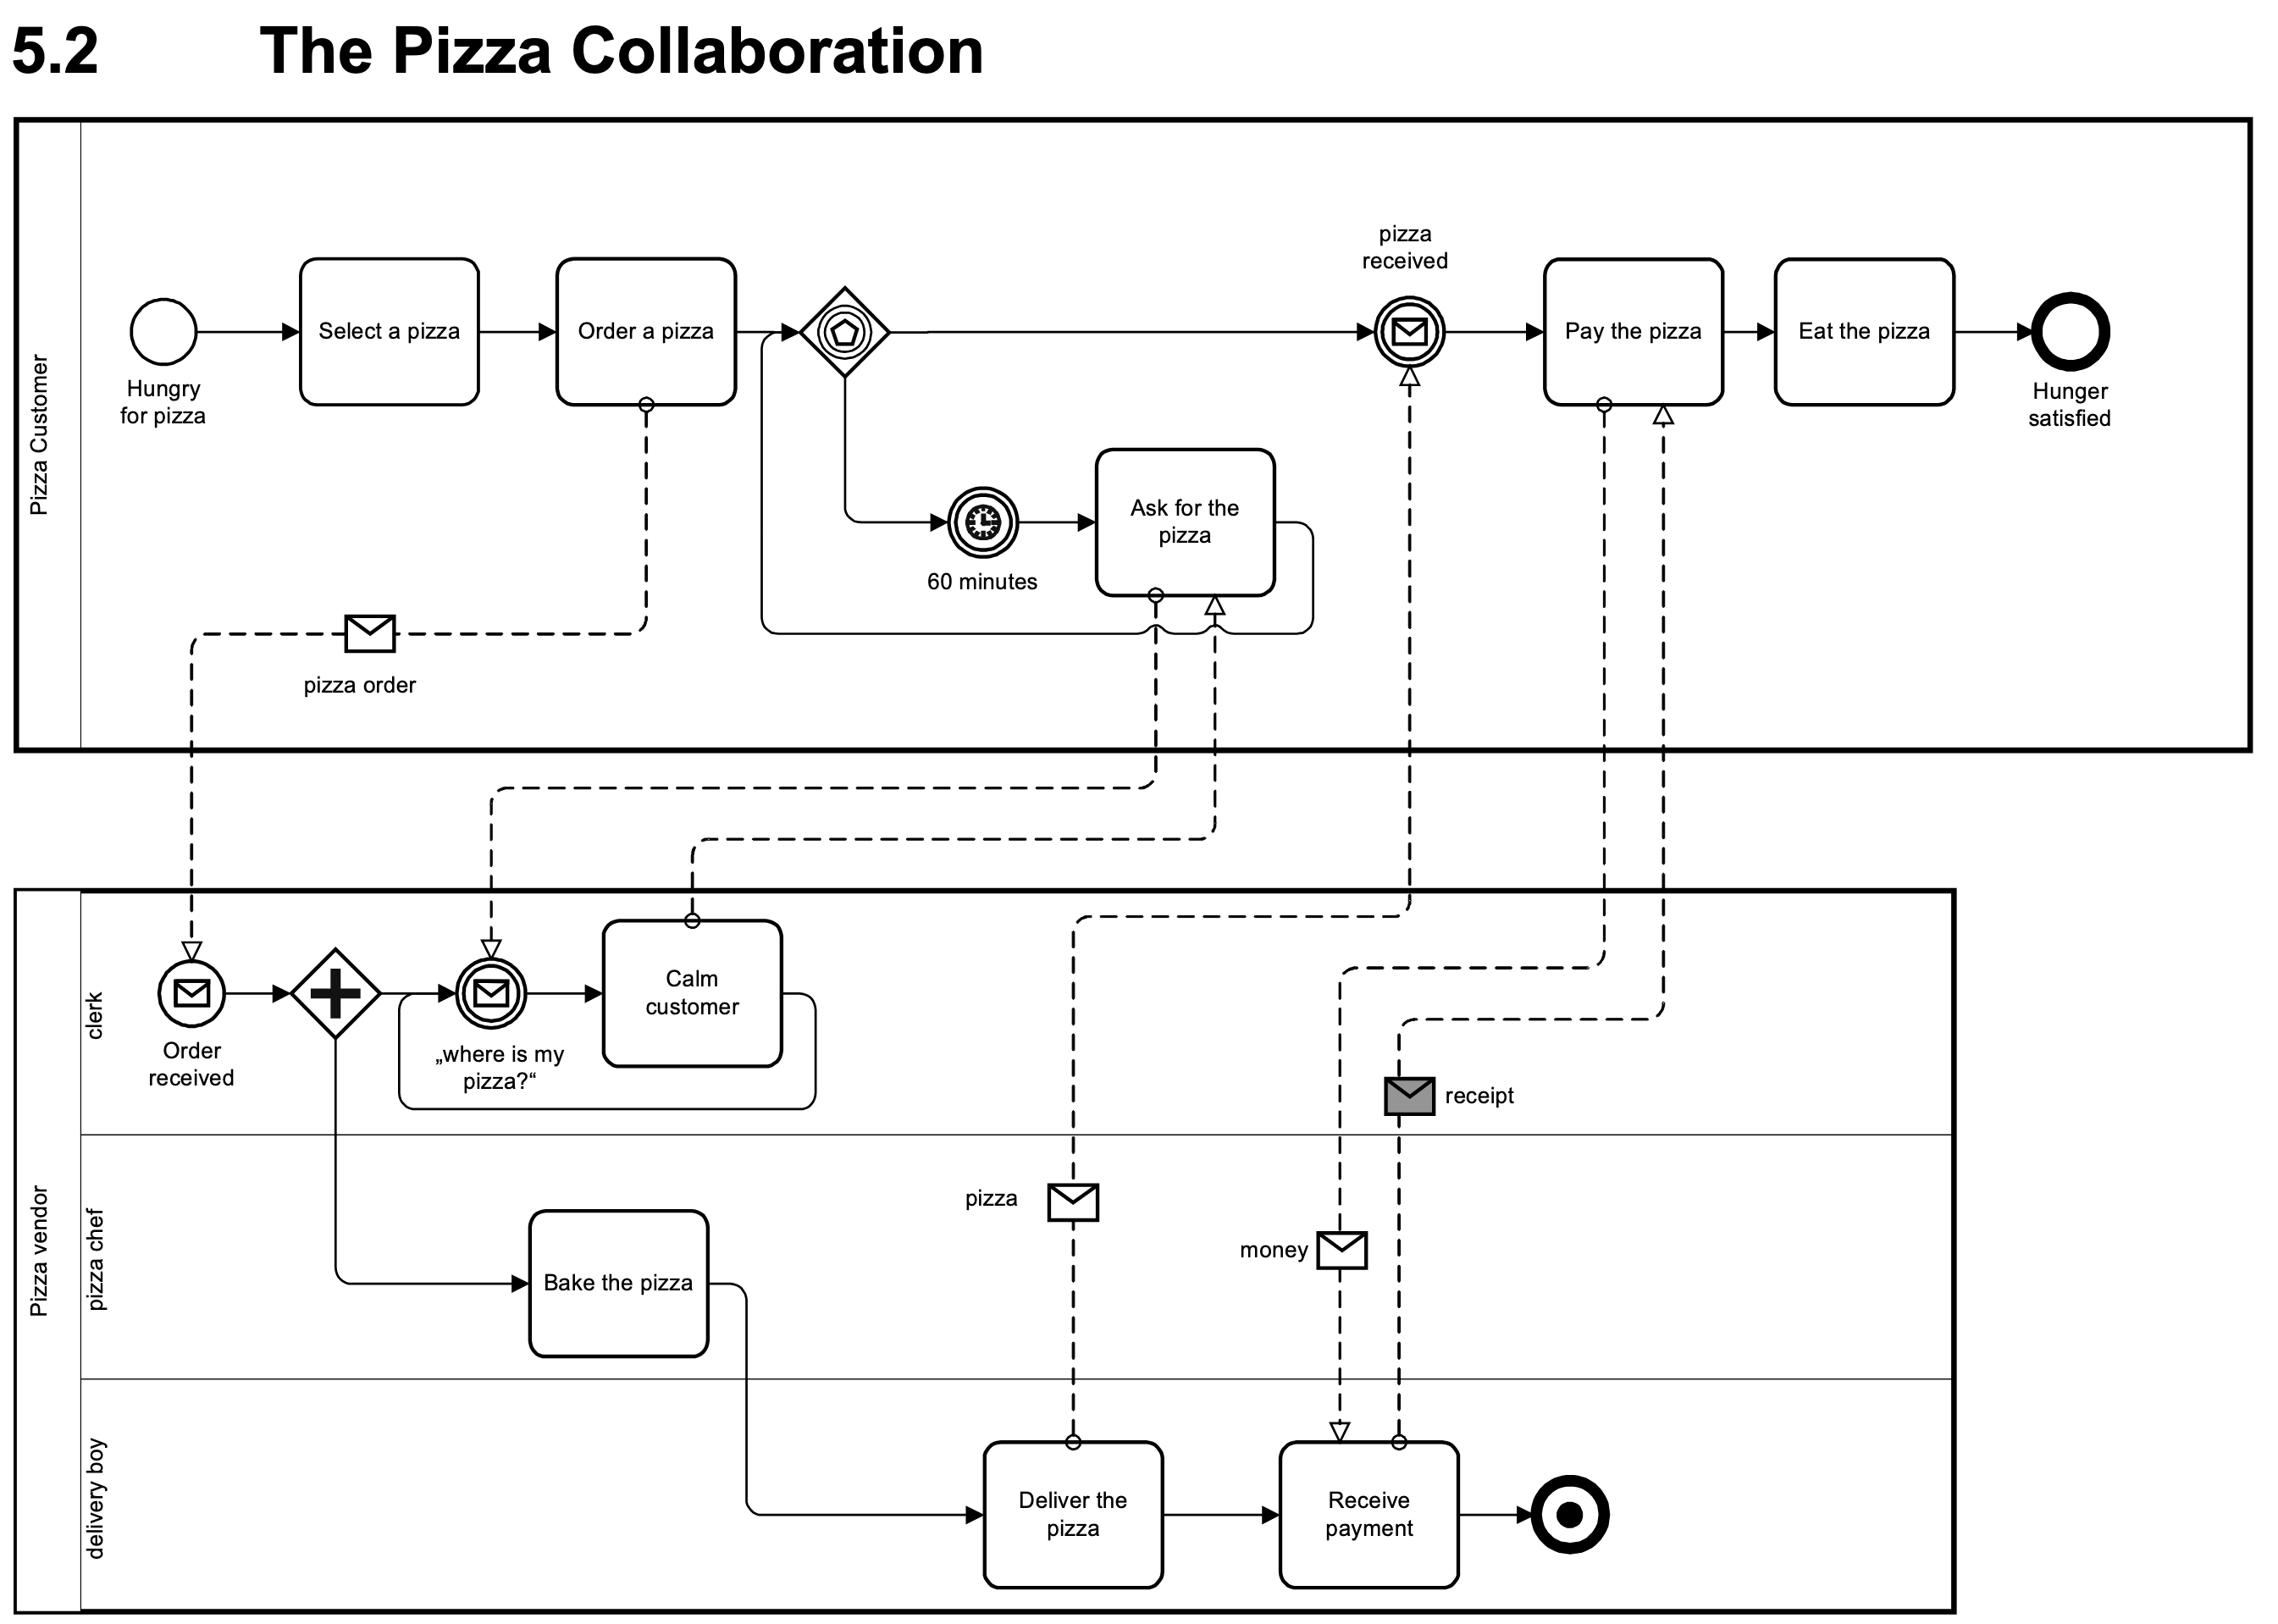 5.2 The Pizza Collaboration
Pizza Customer
Hungry
for pizza
Select a pizza
Order a pizza
pizza
received
Pay the pizza
Eat the pizza
Hunger
satisfied
60 minutes
Ask for the
pizza
pizza order
Pizza vendor
clerk
Order
received
„where is my
pizza?“
Calm
customer
receipt
pizza chef
Bake the pizza
pizza
money
delivery boy
Deliver the
pizza
Receive
payment